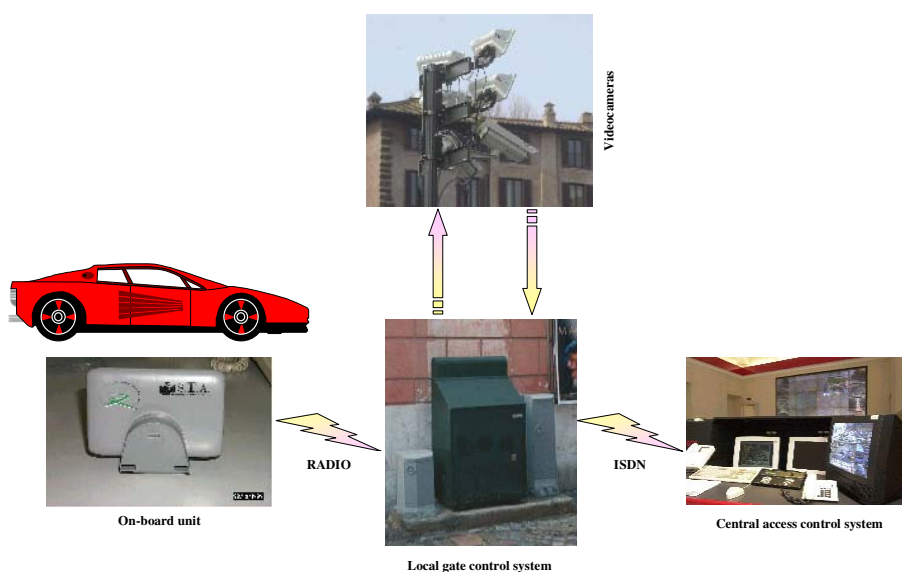 Videocameras
S.T.A.
RADIO
ISDN
On-board unit
Central access control system
Local gate control system